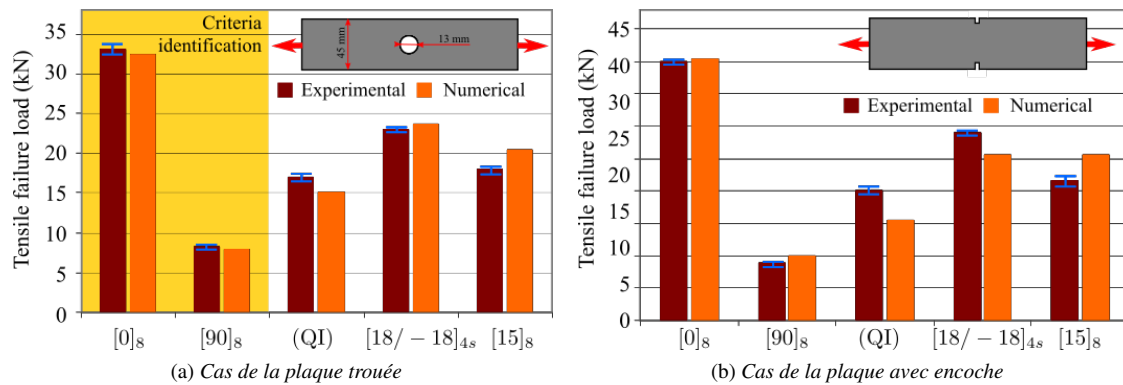 35
30
25
20
15
10
5
0
Tensile failure load (kN)
Criteria
identification
45 mm
13 mm
Experimental
Numerical
[0]8
[90]8
(QI)
[18/ − 18]4s
[15]8
(a) Cas de la plaque trouée
45
40
30
25
20
15
10
5
0
Tensile failure load (kN)
Experimental
Numerical
[0]8
[90]8
(QI)
[18/ − 18]4s
[15]8
(b) Cas de la plaque avec encoche